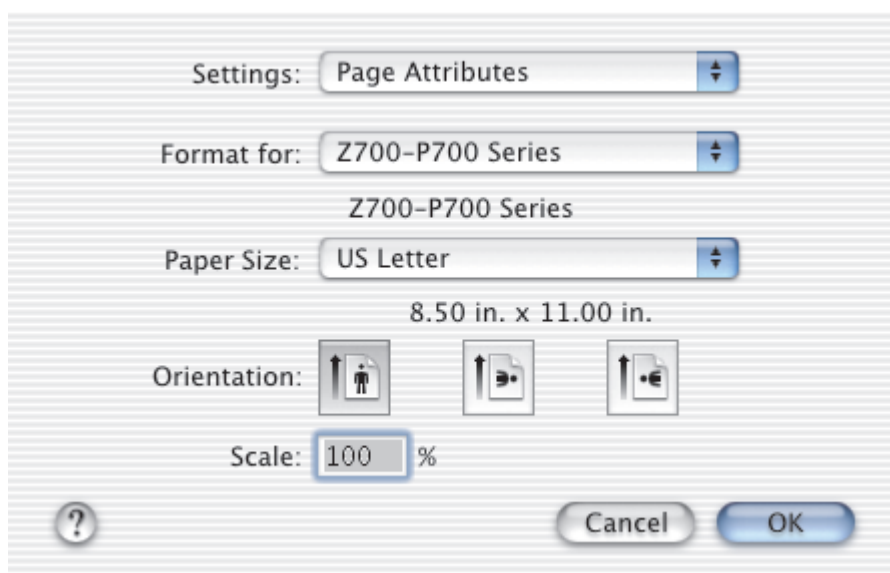 Settings: Page Attributes
Format for: Z700-P700 Series
Z700-P700 Series
Paper Size: US Letter
8.50 in. x 11.00 in.
Orientation:
Scale: 100 %
? Cancel OK